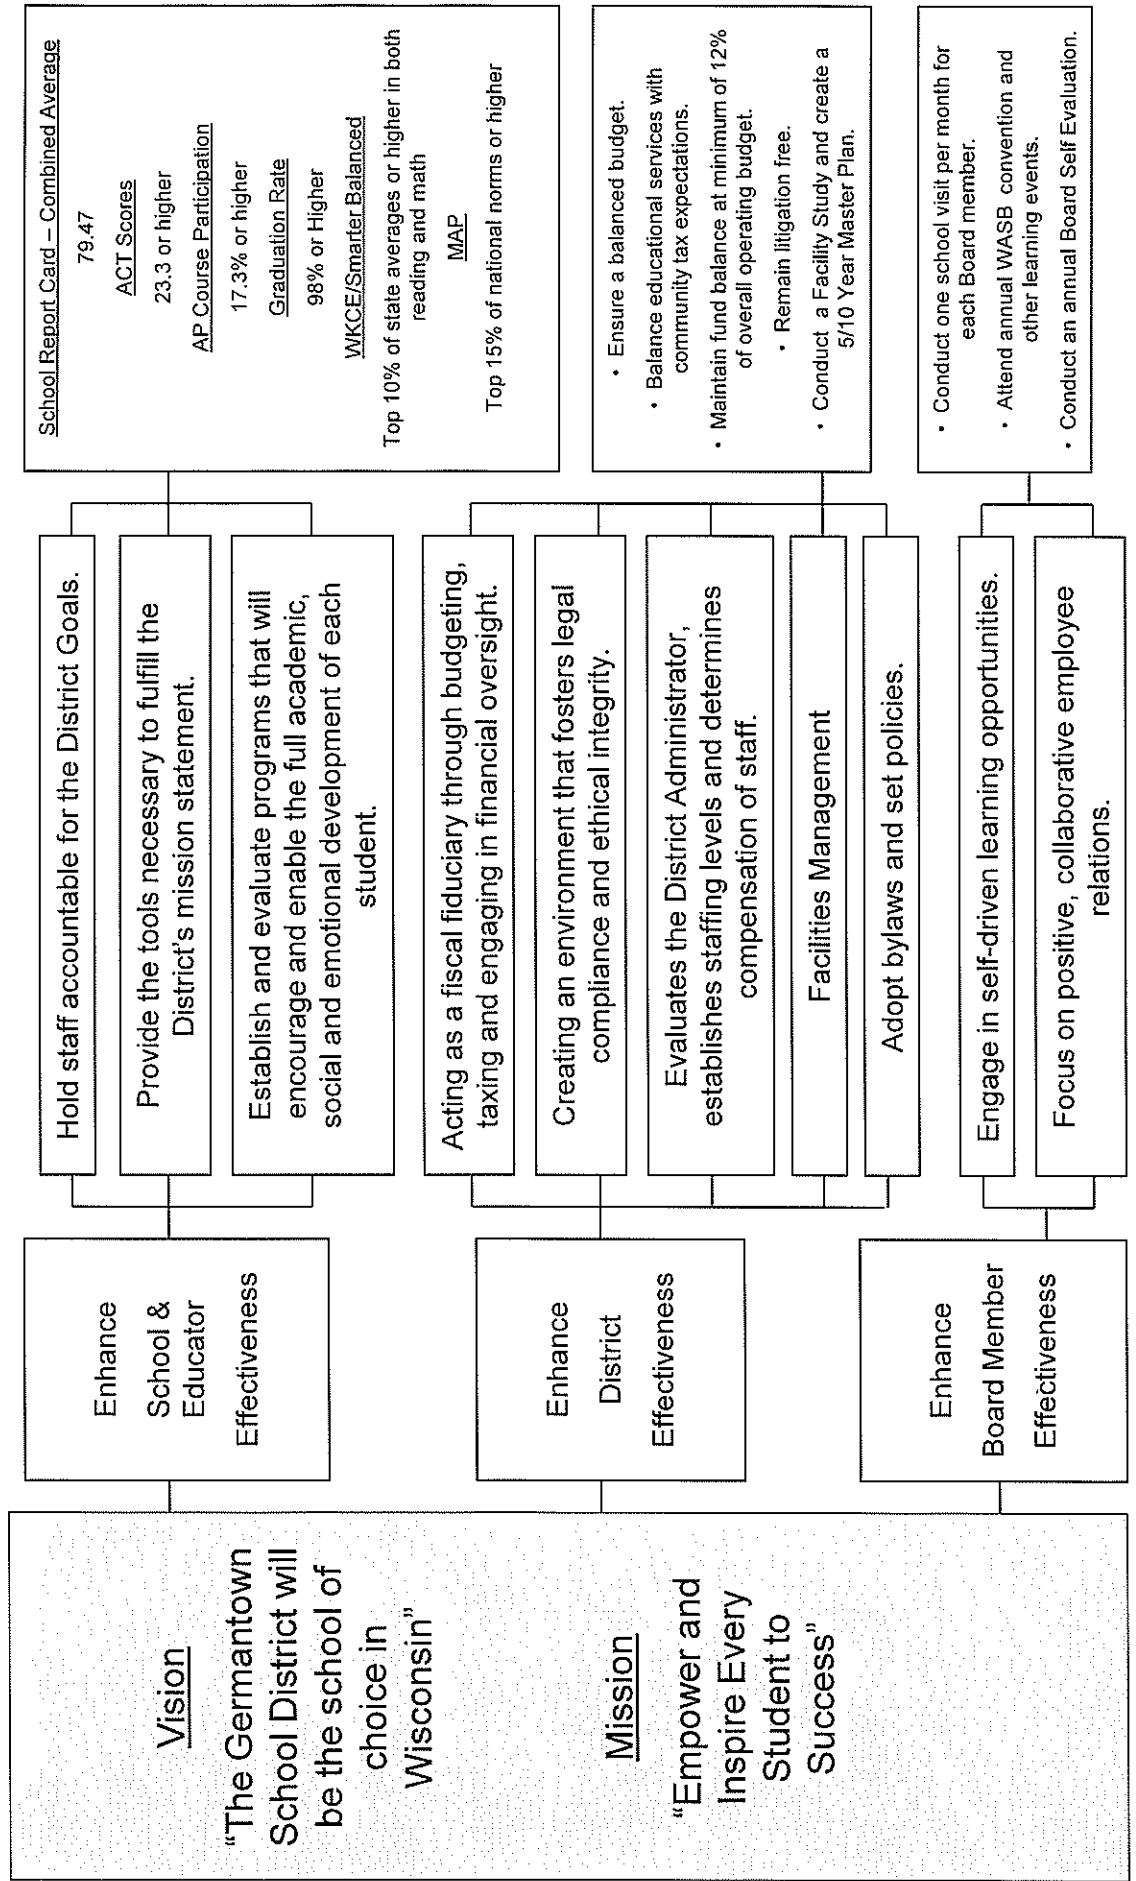 Vision
“The Germantown
School District will
be the school of
choice in
Wisconsin”
Mission
“Empower and
Inspire Every
Student to
Success”
Enhance
School &
Educator
Effectiveness
Hold staff accountable for the District Goals.
Provide the tools necessary to fulfill the
District’s mission statement.
Establish and evaluate programs that will
encourage and enable the full academic,
social and emotional development of each
student.
School Report Card – Combined Average
79.47
ACT Scores
23.3 or higher
AP Course Participation
17.3% or higher
Graduation Rate
98% or Higher
WKCE/Smarter Balanced
Top 10% of state averages or higher in both
reading and math
MAP
Top 15% of national norms or higher
Enhance
District
Effectiveness
Acting as a fiscal fiduciary through budgeting,
taxing and engaging in financial oversight.
Creating an environment that fosters legal
compliance and ethical integrity.
Evaluates the District Administrator,
establishes staffing levels and determines
compensation of staff.
Facilities Management
Adopt bylaws and set policies.
• Ensure a balanced budget.
• Balance educational services with
community tax expectations.
• Maintain fund balance at minimum of 12%
of overall operating budget.
• Remain litigation free.
• Conduct a Facility Study and create a
5/10 Year Master Plan.
Enhance
Board Member
Effectiveness
Engage in self-driven learning opportunities.
Focus on positive, collaborative employee
relations.
• Conduct one school visit per month for
each Board member.
• Attend annual WASB convention and
other learning events.
• Conduct an annual Board Self Evaluation.